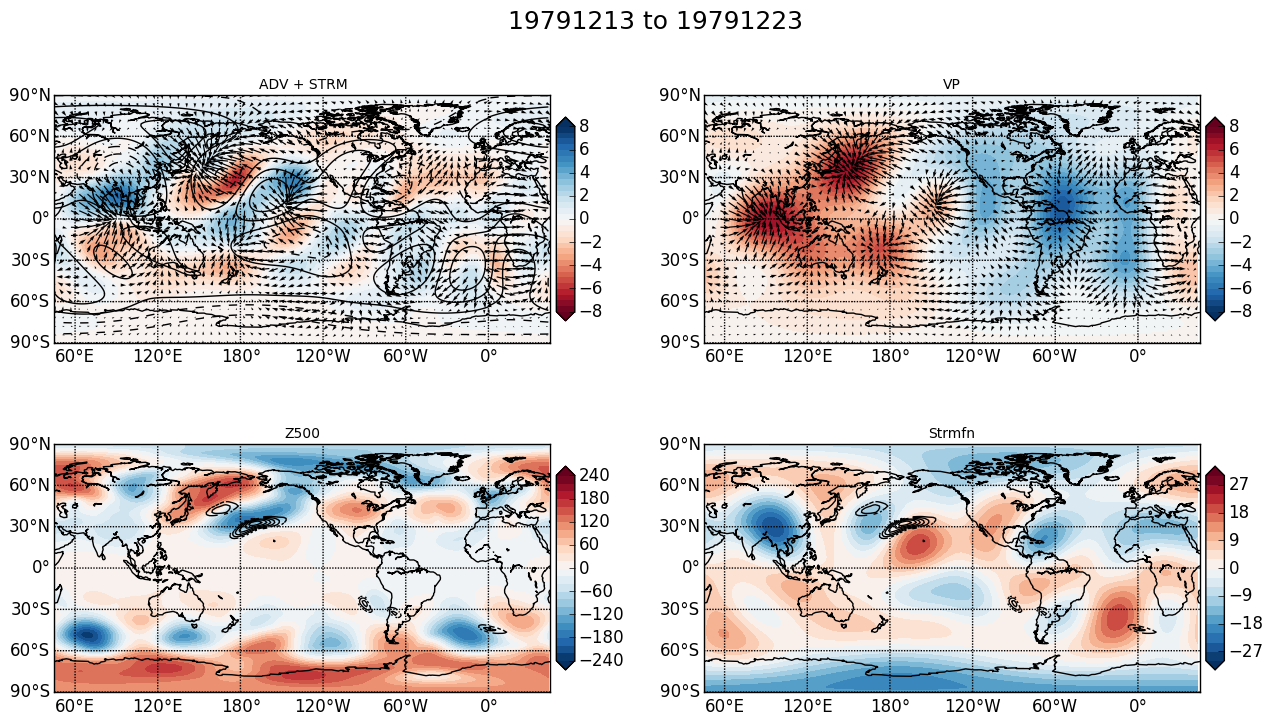 19791213 to 19791223
ADV + STRM
90°N
60°N
30°N
0°
30°S
60°S
90°S
60°E 120°E 180° 120°W 60°W 0°
8
6
4
2
0
−2
−4
−6
−8
VP
90°N
60°N
30°N
0°
30°S
60°S
90°S
60°E 120°E 180° 120°W 60°W 0°
8
6
4
2
0
−2
−4
−6
−8
Z500
90°N
60°N
30°N
0°
30°S
60°S
90°S
60°E 120°E 180° 120°W 60°W 0°
240
180
120
60
0
−60
−120
−180
−240
Strmfn
90°N
60°N
30°N
0°
30°S
60°S
90°S
60°E 120°E 180° 120°W 60°W 0°
27
18
9
0
−9
−18
−27